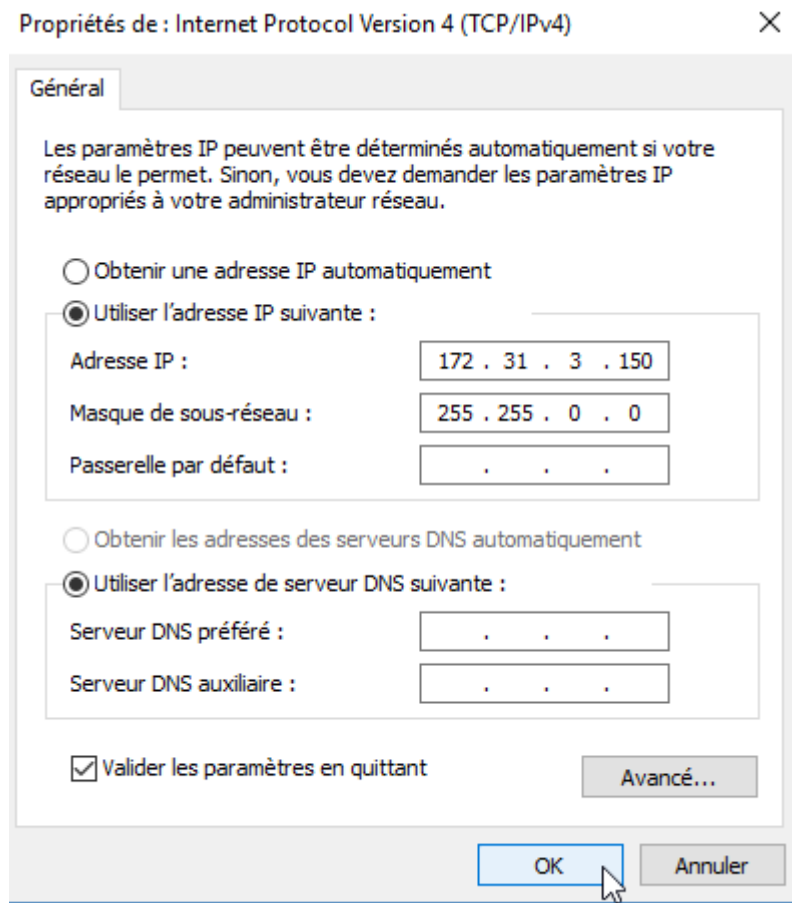 Propriétés de : Internet Protocol Version 4 (TCP/IPv4)
Général
Les paramètres IP peuvent être déterminés automatiquement si votre
réseau le permet. Sinon, vous devez demander les paramètres IP
appropriés à votre administrateur réseau.
Obtenir une adresse IP automatiquement
Utiliser l'adresse IP suivante :
Adresse IP : 172 . 31 . 3 . 150
Masque de sous-réseau : 255 . 255 . 0 . 0
Passerelle par défaut : . . .
Obtenir les adresses des serveurs DNS automatiquement
Utiliser l'adresse de serveur DNS suivante :
Serveur DNS préféré : . . .
Serveur DNS auxiliaire : . . .
Valider les paramètres en quittant
Avancé...
OK Annuler